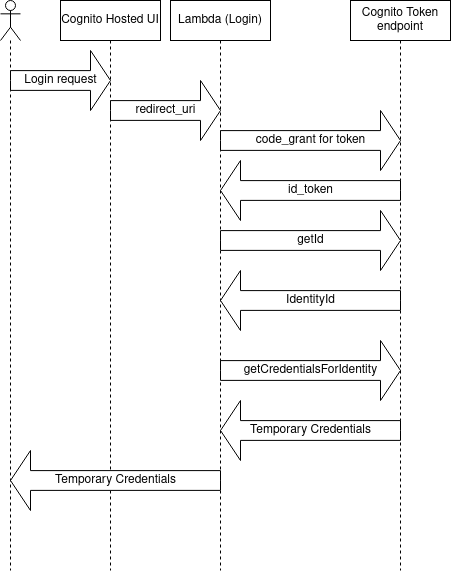 Cognito Hosted UI
Lambda (Login)
Cognito Token
endpoint
Login request
redirect_uri
code_grant for token
id_token
getId
IdentityId
getCredentialsForIdentity
Temporary Credentials
Temporary Credentials